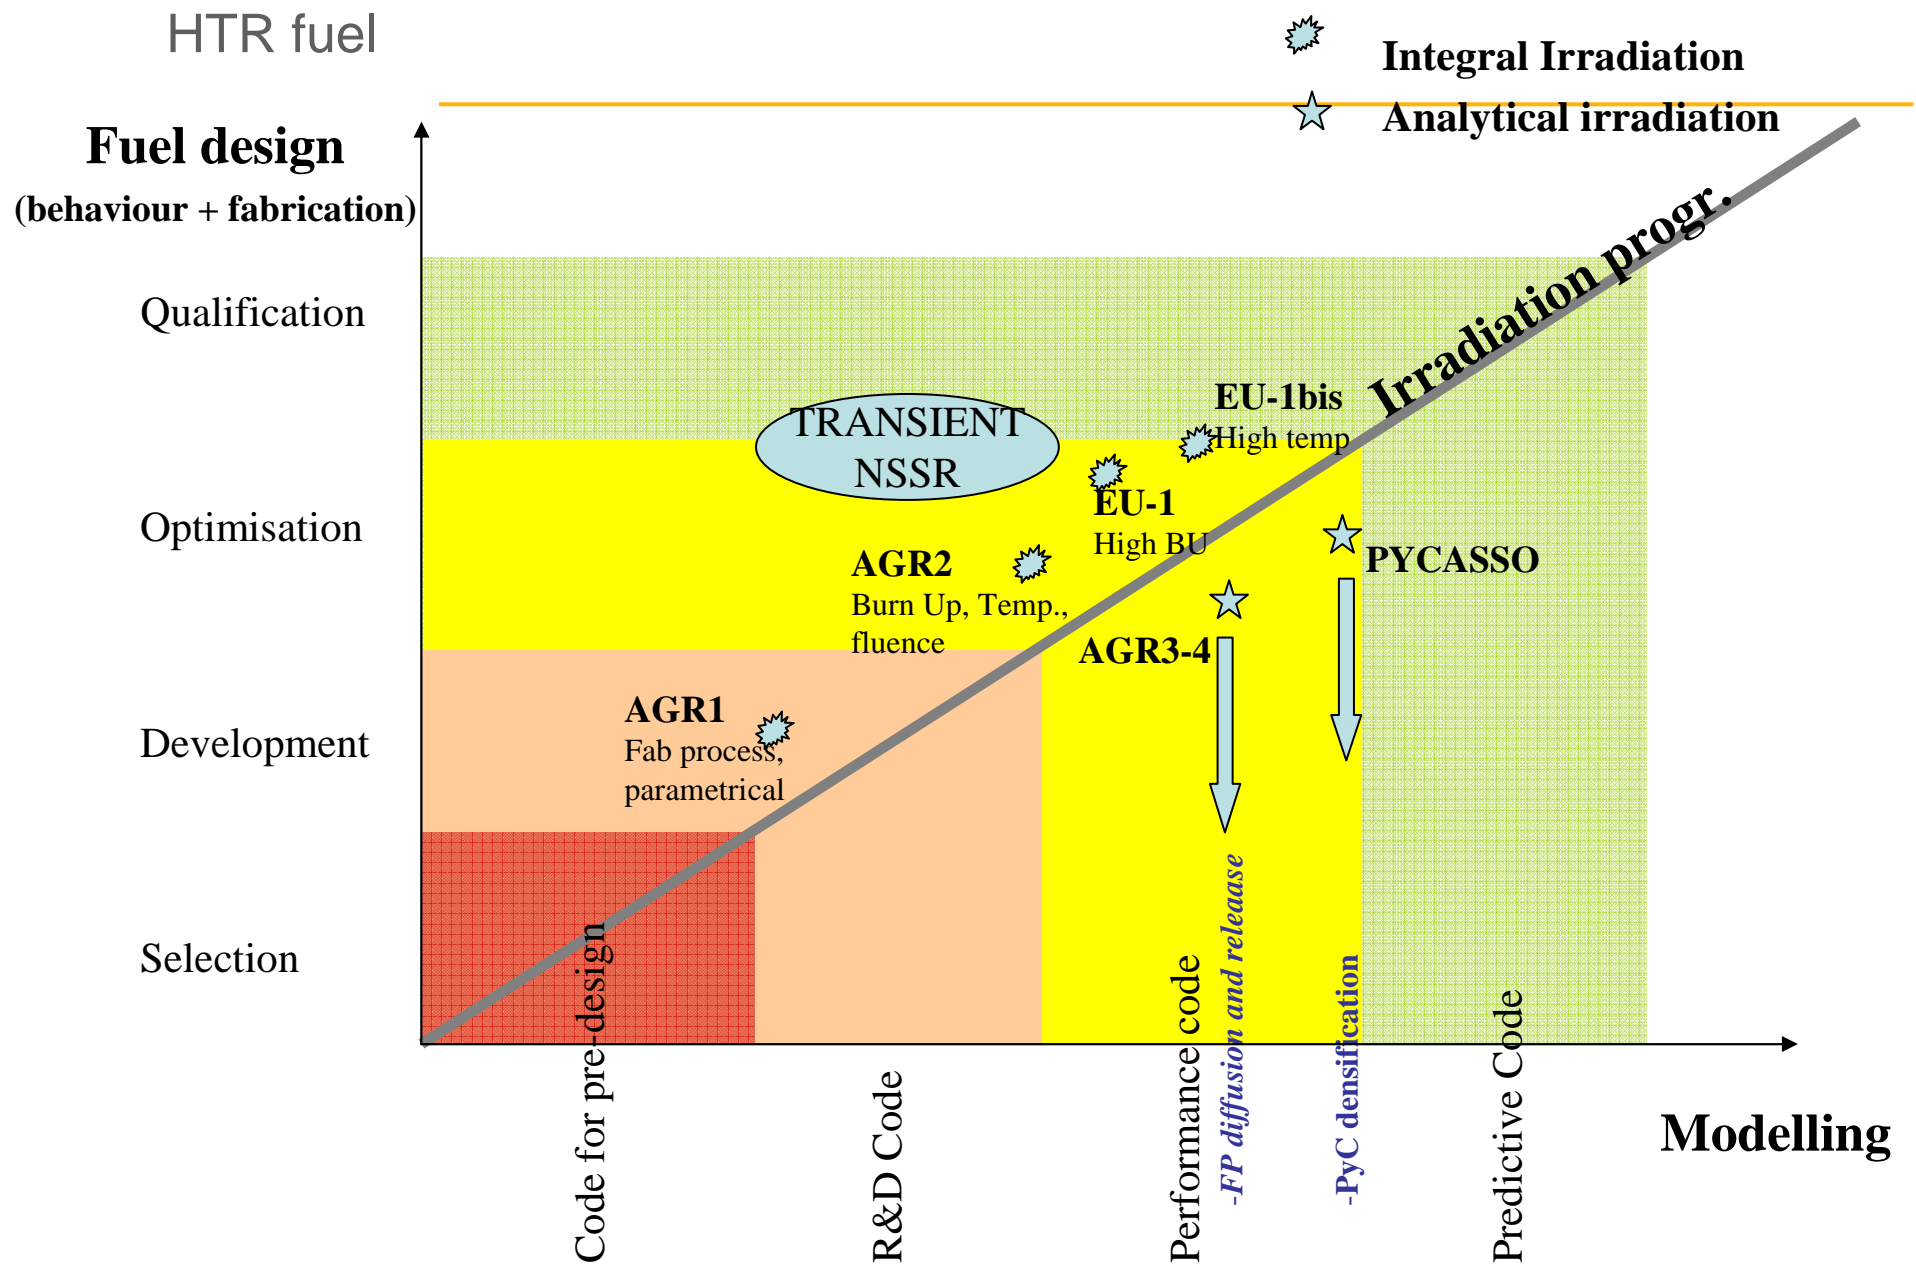 HTR fuel
Integral Irradiation
Analytical irradiation
Fuel design
(behaviour + fabrication)
Irradiation progr.
Qualification
EU-1bis
High temp
TRANSIENT
NSSR
EU-1
High BU
Optimisation
PYCASSO
AGR2
Burn Up, Temp.,
fluence
AGR3-4
AGR1
Fab process,
parametrical
Development
Selection
Code for pre-design
R&D Code
Performance code
-FP diffusion and release
-PyC densification
Predictive Code
Modelling